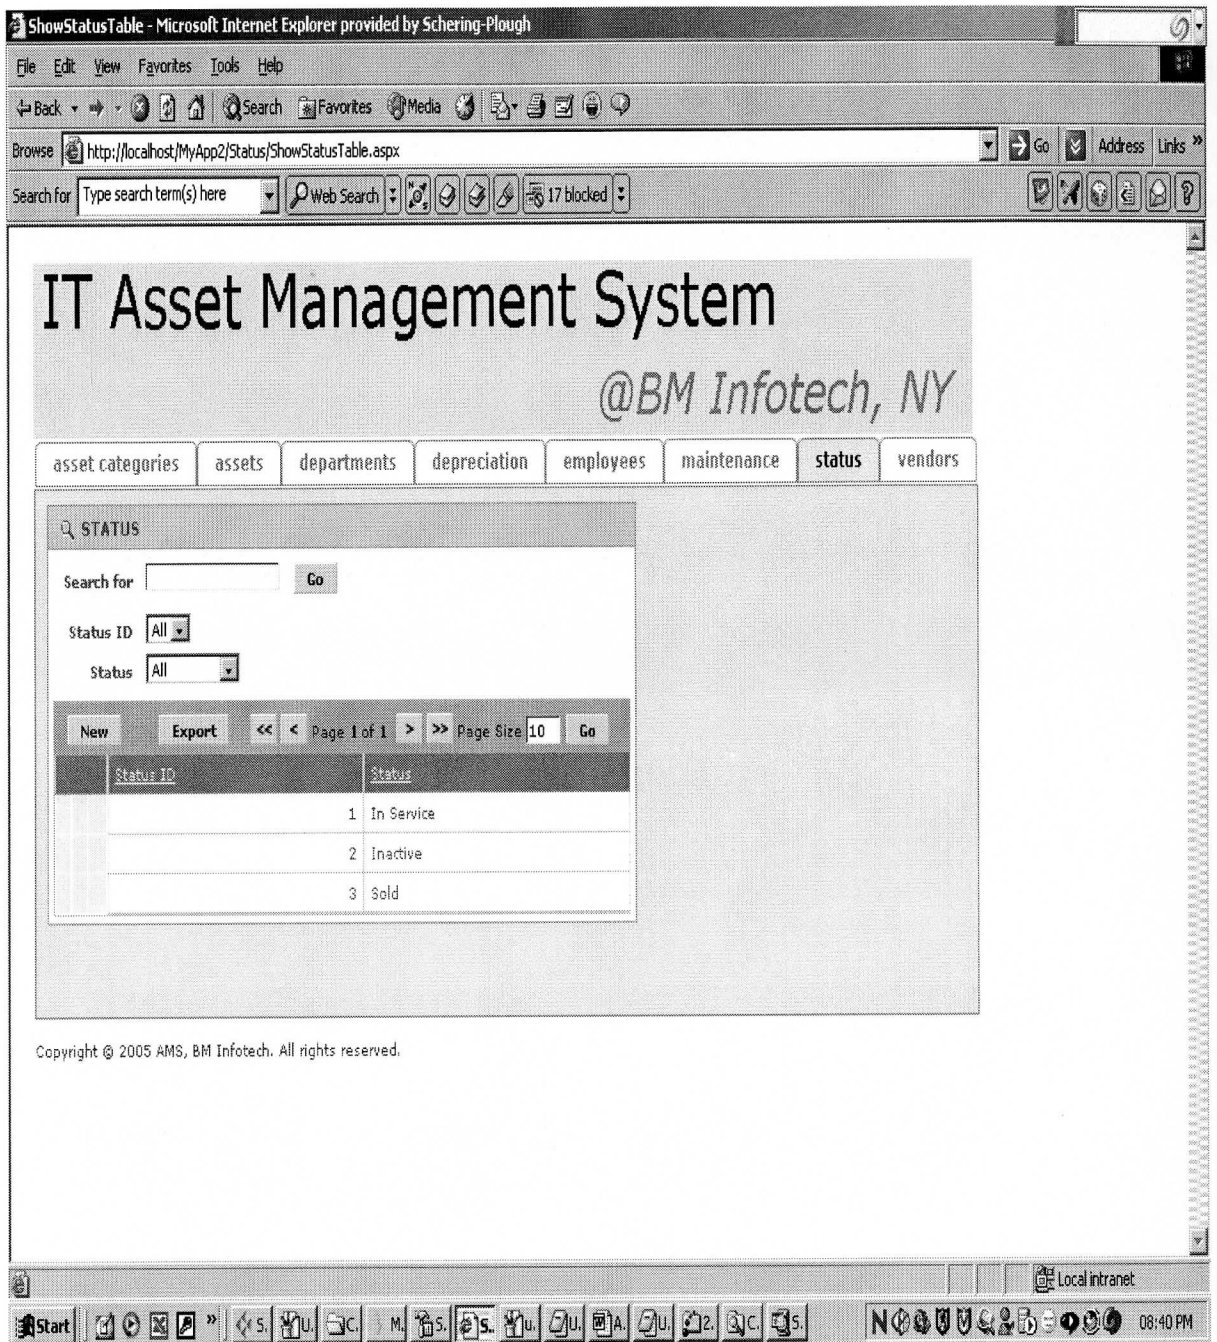 ShowStatusTable - Microsoft Internet Explorer provided by Schering-Plough
File Edit View Favorites Tools Help
Back Search Favorites Media
Browse http://localhost/MyApp2/Status/ShowStatusTable.aspx Go Address Links »
Search for Type search term(s) here Web Search 17 blocked
IT Asset Management System
@BM Infotech, NY
asset categories assets departments depreciation employees maintenance status vendors
STATUS
Search for Go
Status ID All
Status All
New Export << < Page 1 of 1 > >> Page Size 10 Go
Status ID Status
1 In Service
2 Inactive
3 Sold
Copyright © 2005 AMS, BM Infotech. All rights reserved.
Local intranet
Start » S. U. C. M. S. S. U. U. A. U. 2. C. S. 08:40 PM